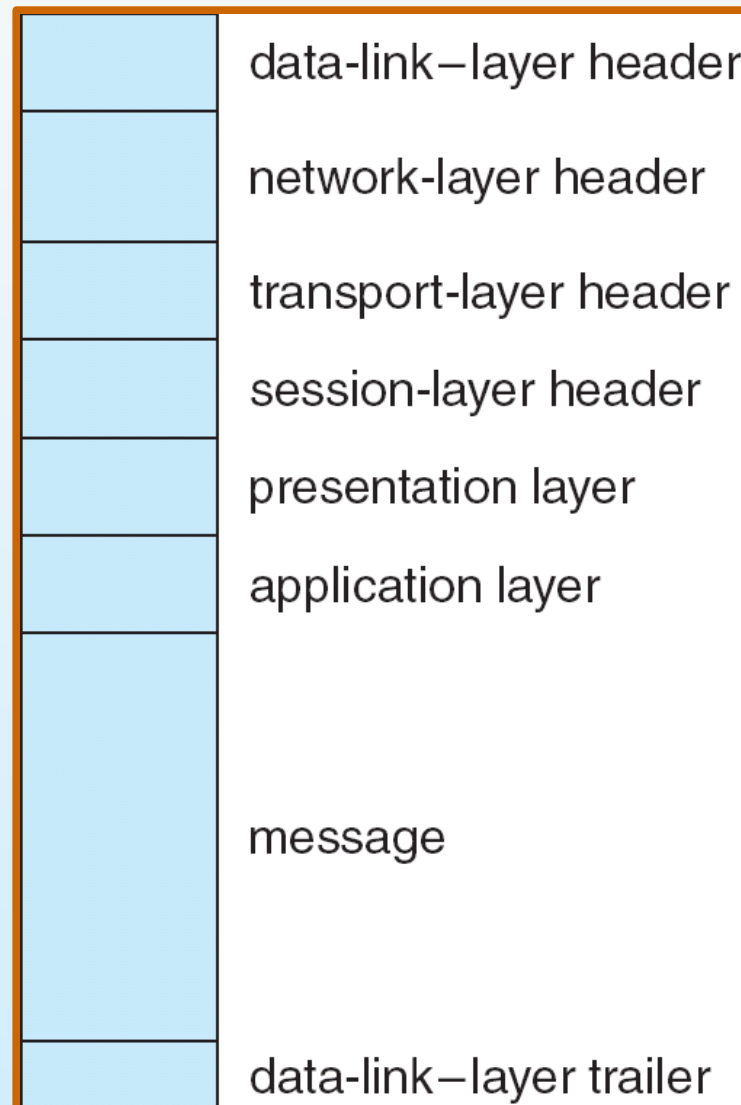 data-link–layer header
network-layer header
transport-layer header
session-layer header
presentation layer
application layer
message
data-link–layer trailer